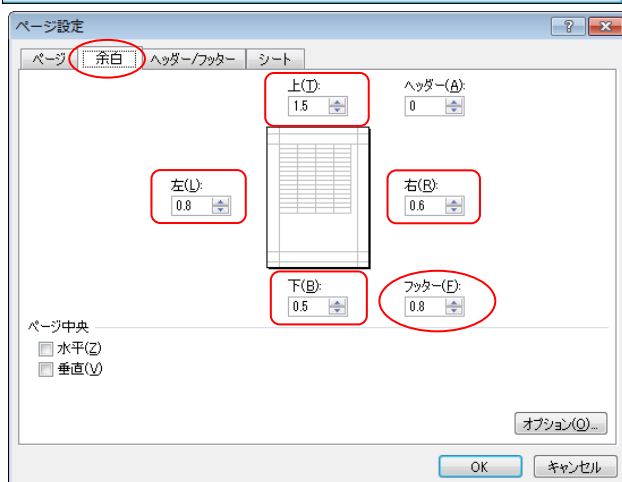 ページ設定
ページ 余白 ヘッダー/フッター シート
上(T): ヘッダー(A):
1.5 0
左(L): 右(R):
0.8 0.6
下(B): フッター(F):
0.5 0.8
ページ中央
水平(Z)
垂直(V)
オプション(O)...
OK キャンセル